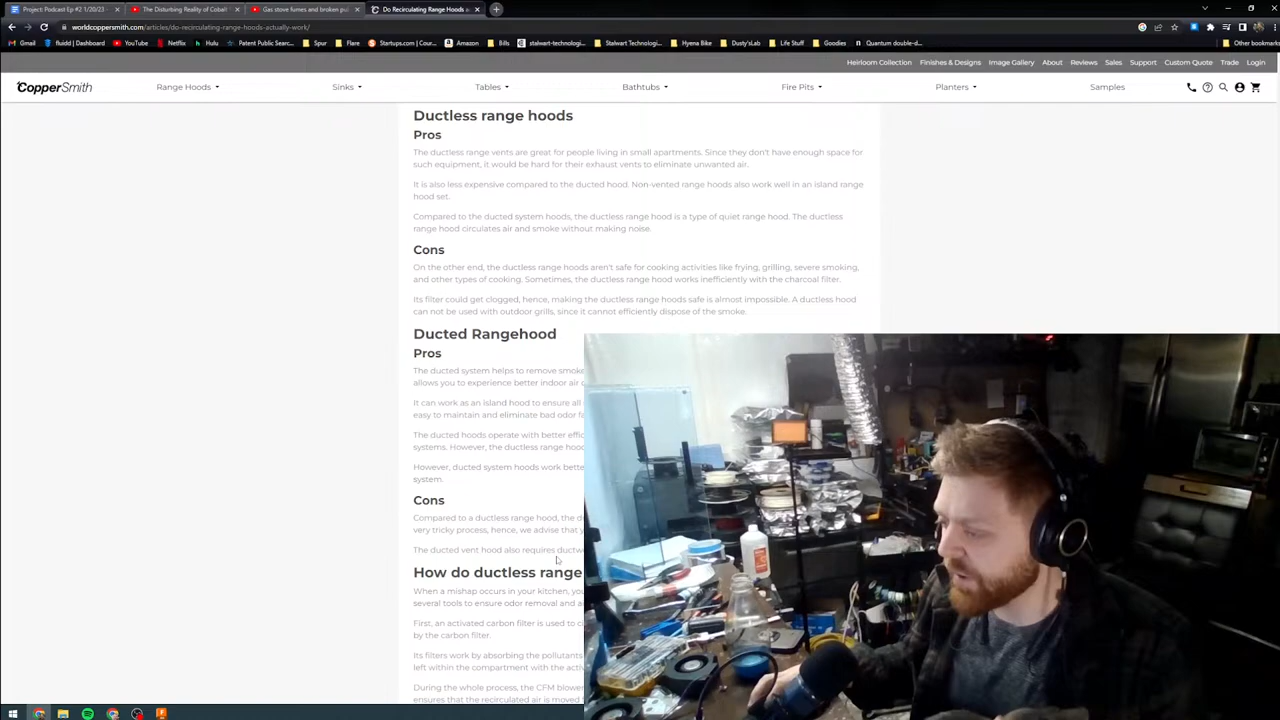 Project: Podcast Ep #2 1/20/23 -
The Disturbing Reality of Cobalt
Gas stove fumes and broken pu
Do Recirculating Range Hoods a
worldcoppersmith.com/articles/do-recirculating-range-hoods-actually-work/
Gmail
fluidd | Dashboard
YouTube
Netflix
Hulu
Patent Public Searc...
Spur
Flare
Startups.com | Cour...
Amazon
Bills
stalwart-technologi...
Stalwart Technologi...
Hyena Bike
Dusty'sLab
Life Stuff
Goodies
Quantum double-d...
Other bookmarks
Heirloom Collection
Finishes & Designs
Image Gallery
About
Reviews
Sales
Support
Custom Quote
Trade
Login
CopperSmith
Range Hoods
Sinks
Tables
Bathtubs
Fire Pits
Planters
Samples
Ductless range hoods
Pros
The ductless range vents are great for people living in small apartments. Since they don't have enough space for
such equipment, it would be hard for their exhaust vents to eliminate unwanted air.
It is also less expensive compared to the ducted hood. Non-vented range hoods also work well in an island range
hood set.
Compared to the ducted system hoods, the ductless range hood is a type of quiet range hood. The ductless
range hood circulates air and smoke without making noise.
Cons
On the other end, the ductless range hoods aren't safe for cooking activities like frying, grilling, severe smoking,
and other types of cooking. Sometimes, the ductless range hood works inefficiently with the charcoal filter.
Its filter could get clogged, hence, making the ductless range hoods safe is almost impossible. A ductless hood
can not be used with outdoor grills, since it cannot efficiently dispose of the smoke.
Ducted Rangehood
Pros
The ducted system helps to remove smoke
allows you to experience better indoor air
It can work as an island hood to ensure all
easy to maintain and eliminate bad odor
The ducted hoods operate with better
systems. However, the ductless range hoo
However, ducted system hoods work bette
system.
Cons
Compared to a ductless range hood, the
very tricky process, hence, we advise that
The ducted vent hood also requires ductw
How do ductless range
When a mishap occurs in your kitchen, you
several tools to ensure odor removal and
First, an activated carbon filter is used to
by the carbon filter.
Its filters work by absorbing the pollutants
left within the compartment with the
During the whole process, the CFM blower
ensures that the recirculated air is moved